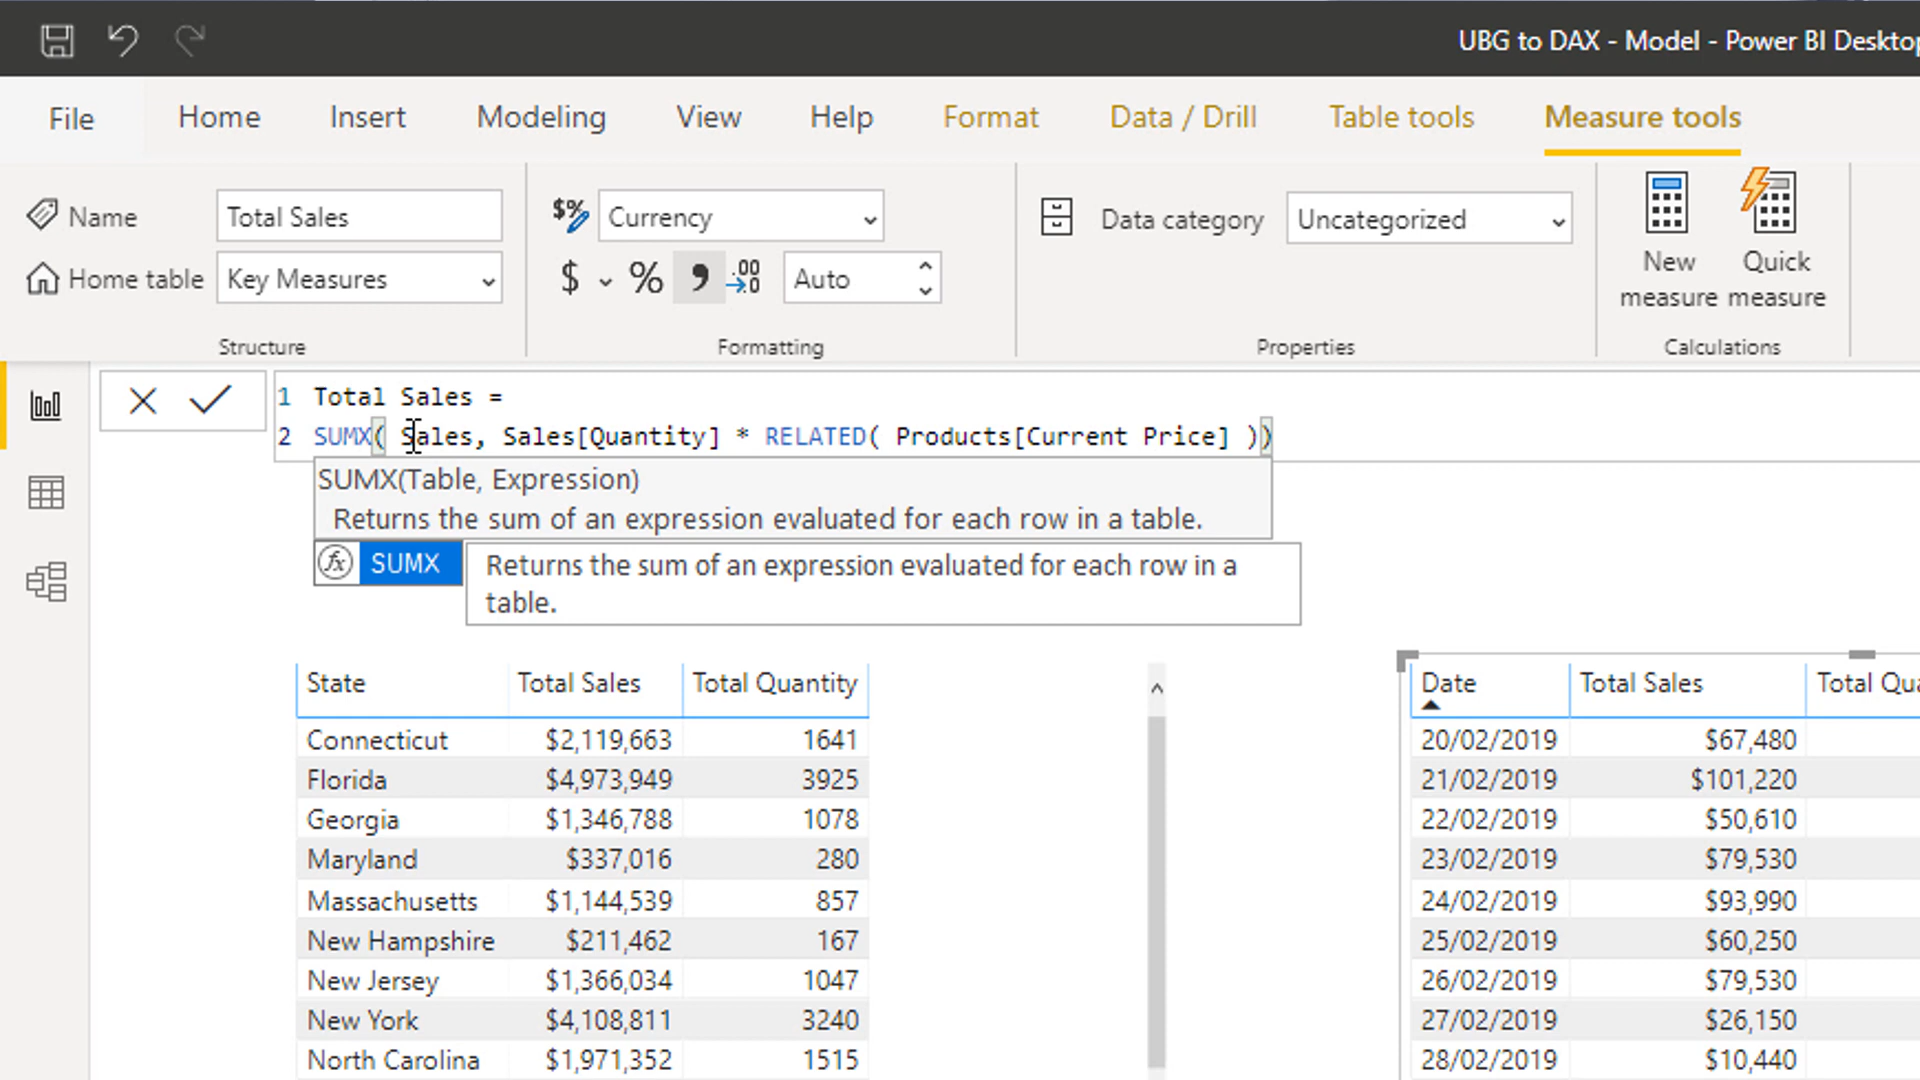 UBG to DAX - Model - Power BI Desktop
File Home Insert Modeling View Help Format Data / Drill Table tools Measure tools
Name Total Sales
Home table Key Measures
Structure
$% Currency
$ % , .00 →.0 Auto
Formatting
Data category Uncategorized
Properties
New measure
Quick measure
Calculations
1 Total Sales =
2 SUMX( Sales, Sales[Quantity] * RELATED( Products[Current Price] ))
SUMX(Table, Expression)
Returns the sum of an expression evaluated for each row in a table.
fx SUMX
Returns the sum of an expression evaluated for each row in a
table.
State Total Sales Total Quantity
Connecticut $2,119,663 1641
Florida $4,973,949 3925
Georgia $1,346,788 1078
Maryland $337,016 280
Massachusetts $1,144,539 857
New Hampshire $211,462 167
New Jersey $1,366,034 1047
New York $4,108,811 3240
North Carolina $1,971,352 1515
Date Total Sales Total Qua
20/02/2019 $67,480
21/02/2019 $101,220
22/02/2019 $50,610
23/02/2019 $79,530
24/02/2019 $93,990
25/02/2019 $60,250
26/02/2019 $79,530
27/02/2019 $26,150
28/02/2019 $10,440